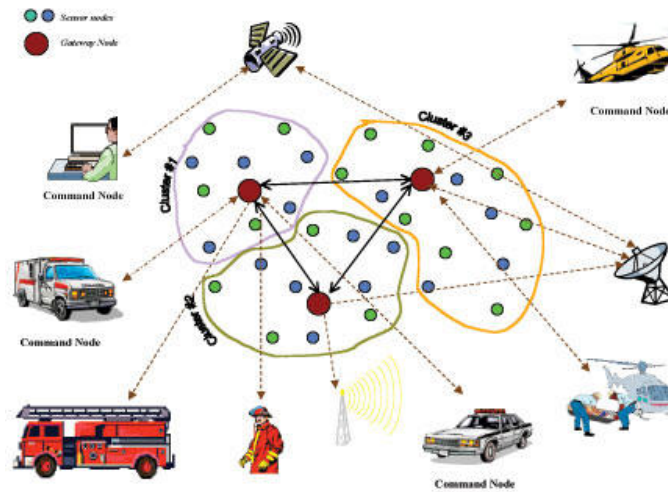 Sensor nodes
Gateway Node
Cluster #3
Command Node
Cluster #1
Command Node
Cluster #2
Command Node
Command Node